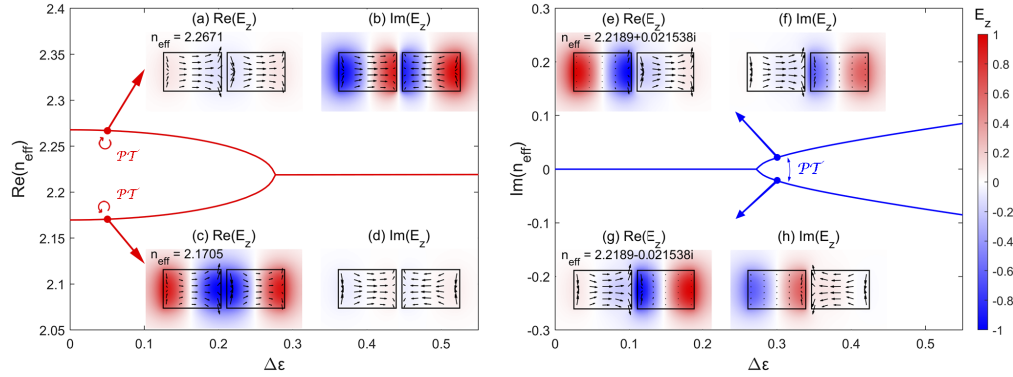 (a) Re(E_z)
n_eff = 2.2671
(b) Im(E_z)
2.4
2.35
2.3
2.25
2.2
2.15
2.1
2.05
Re(n_eff)
𝒫𝒯
𝒫𝒯
(c) Re(E_z)
n_eff = 2.1705
(d) Im(E_z)
0
0.1
0.2
0.3
0.4
0.5
Δε
(e) Re(E_z)
n_eff = 2.2189+0.021538i
(f) Im(E_z)
0.3
0.2
0.1
0
-0.1
-0.2
-0.3
Im(n_eff)
𝒫𝒯
(g) Re(E_z)
n_eff = 2.2189-0.021538i
(h) Im(E_z)
0
0.1
0.2
0.3
0.4
0.5
Δε
E_z
1
0.8
0.6
0.4
0.2
0
-0.2
-0.4
-0.6
-0.8
-1